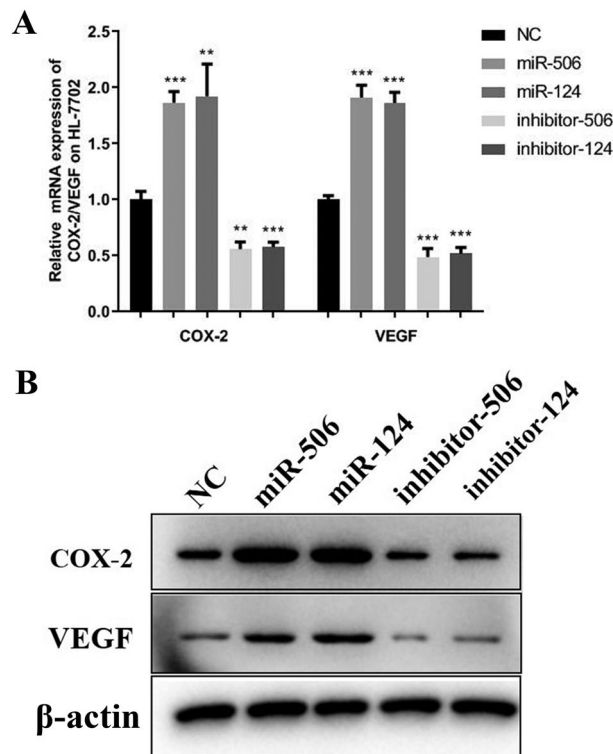 A
Relative mRNA expression of
COX-2/VEGF on HL-7702
2.5
2.0
1.5
1.0
0.5
0.0
***
**
**
***
***
***
***
***
COX-2
VEGF
NC
miR-506
miR-124
inhibitor-506
inhibitor-124
B
NC
miR-506
miR-124
inhibitor-506
inhibitor-124
COX-2
VEGF
β-actin